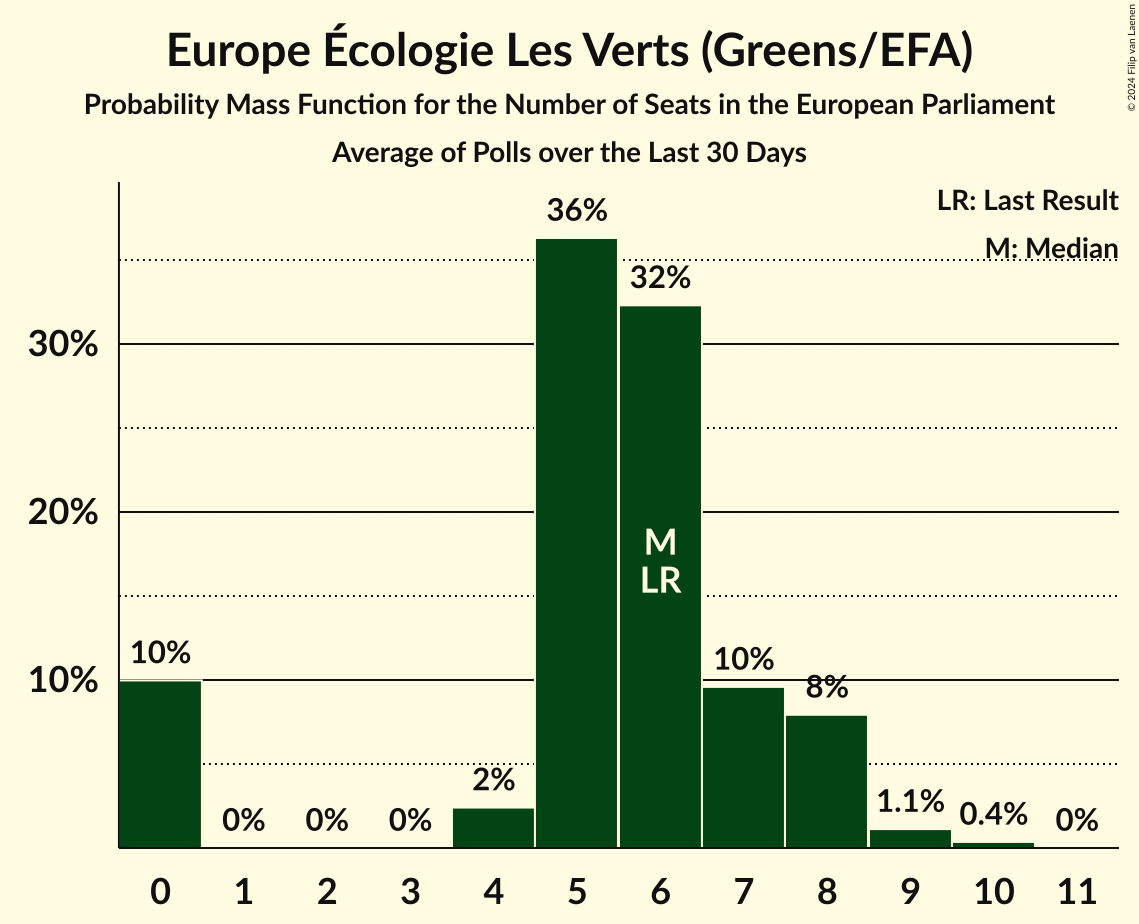 Europe Écologie Les Verts (Greens/EFA)
Probability Mass Function for the Number of Seats in the European Parliament
Average of Polls over the Last 30 Days
© 2024 Filip van Laenen
LR: Last Result
M: Median
36%
32%
30%
20%
M
LR
10%
10%
10%
8%
2%
0%
0%
0%
1.1%
0.4%
0%
0 1 2 3 4 5 6 7 8 9 10 11